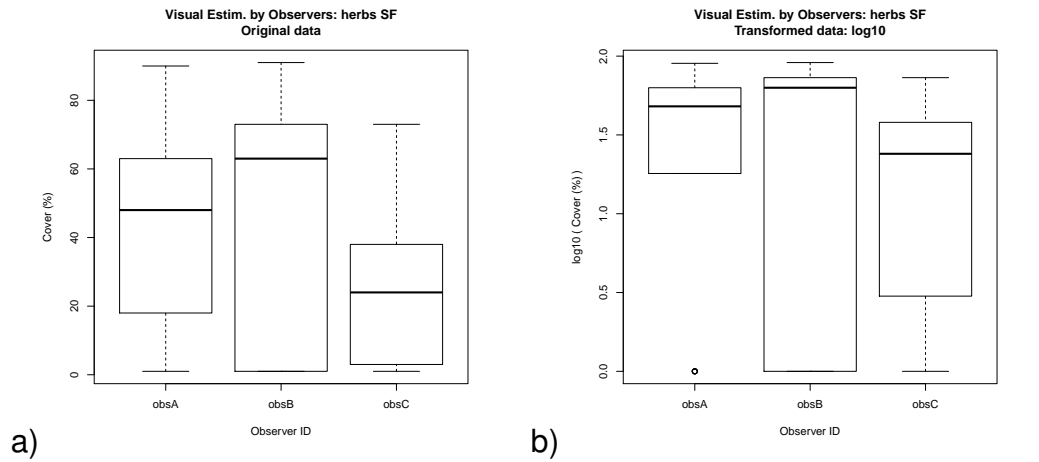 Visual Estim. by Observers: herbs SF
Original data
80
60
40
20
0
Cover (%)
obsA obsB obsC
Observer ID
a)
Visual Estim. by Observers: herbs SF
Transformed data: log10
2.0
1.5
1.0
0.5
0.0
log10 ( Cover (%) )
obsA obsB obsC
Observer ID
b)